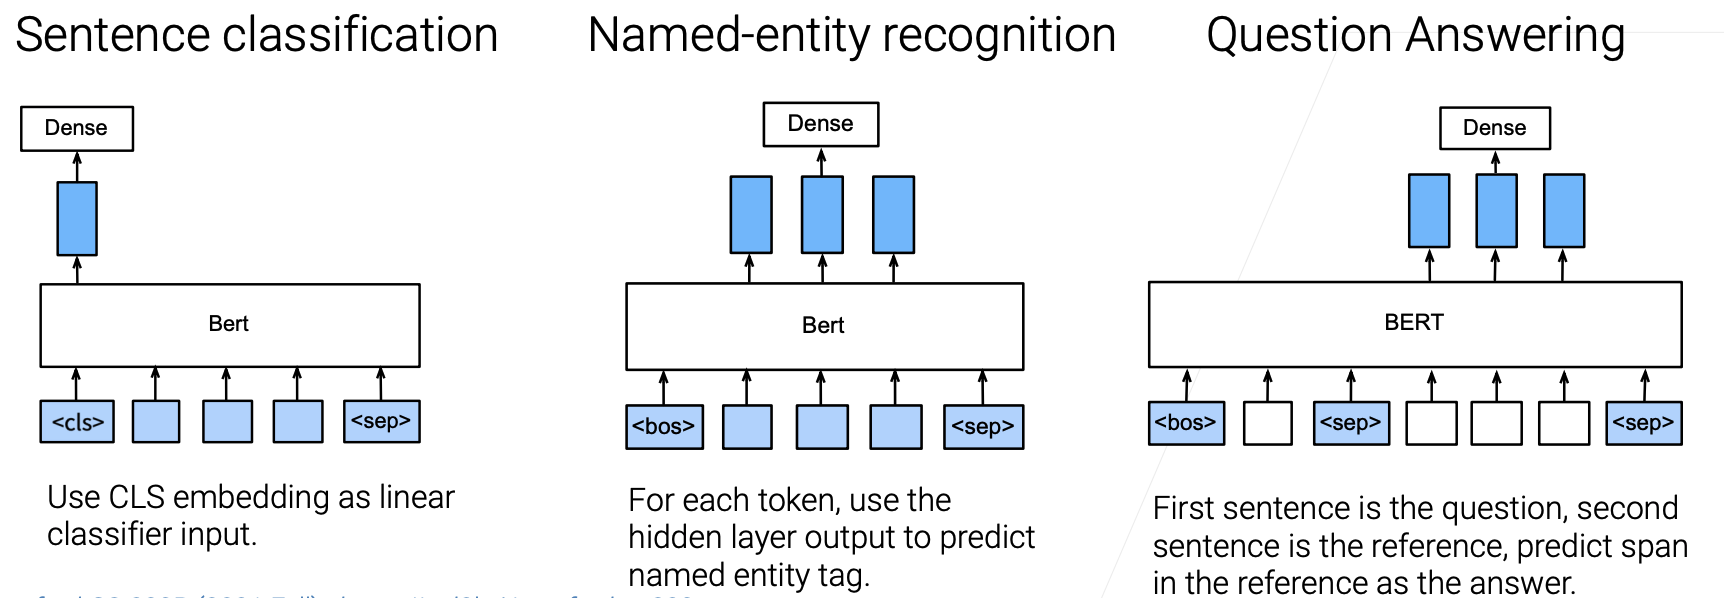 Sentence classification
Named-entity recognition
Question Answering
Dense
Dense
Dense
Bert
Bert
BERT
<cls>
<sep>
<bos>
<sep>
<bos>
<sep>
<sep>
Use CLS embedding as linear
classifier input.
For each token, use the
hidden layer output to predict
named entity tag.
First sentence is the question, second
sentence is the reference, predict span
in the reference as the answer.